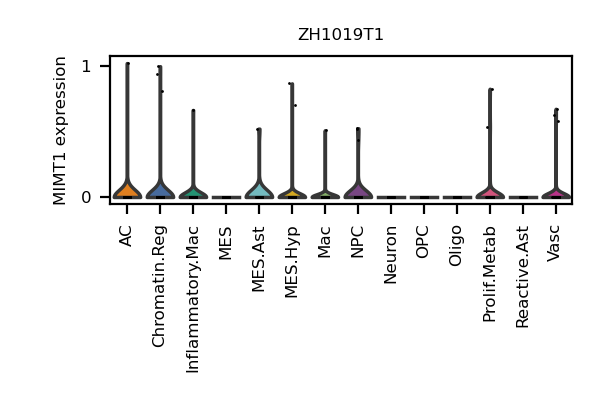 ZH1019T1
MIMT1 expression
1
0
AC
Chromatin.Reg
Inflammatory.Mac
MES
MES.Ast
MES.Hyp
Mac
NPC
Neuron
OPC
Oligo
Prolif.Metab
Reactive.Ast
Vasc